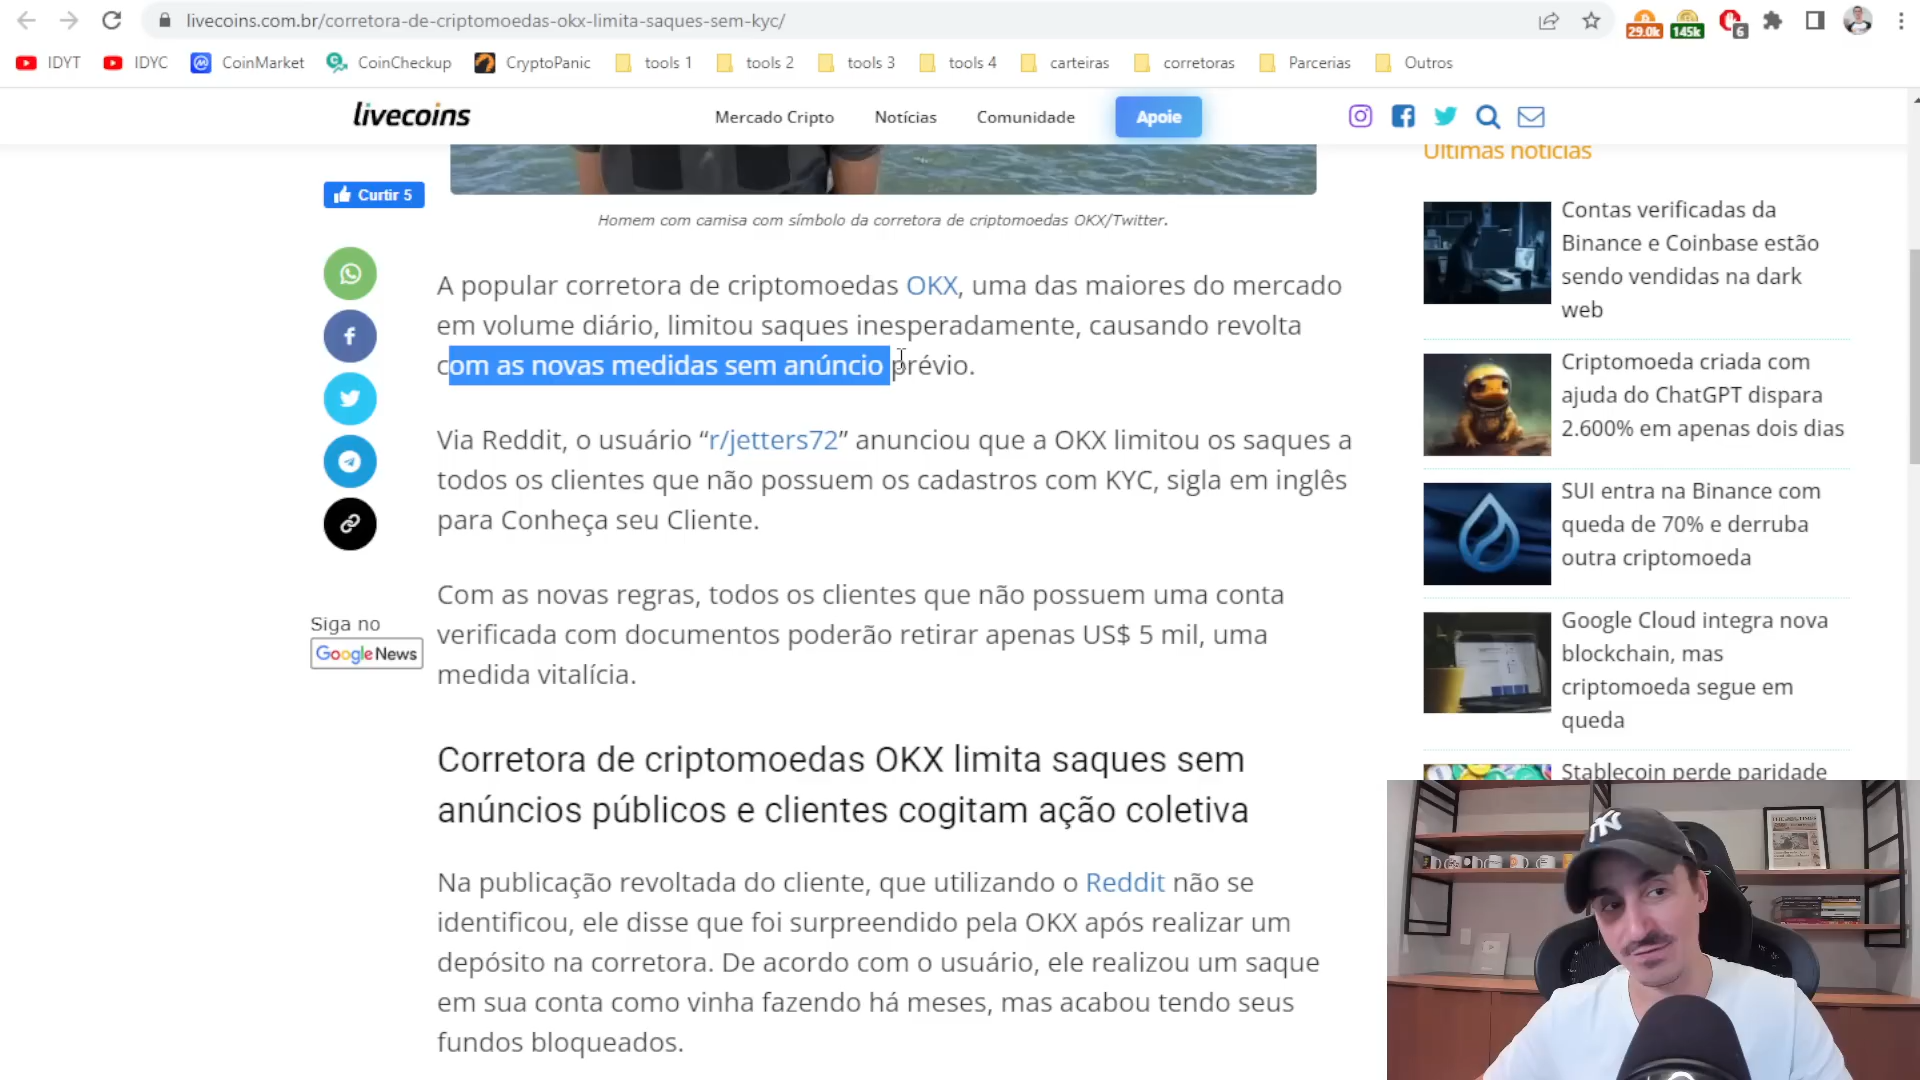 livecoins.com.br/corretora-de-criptomoedas-okx-limita-saques-sem-kyc/
29.0k
145k
6
IDYT
IDYC
CoinMarket
CoinCheckup
CryptoPanic
tools 1
tools 2
tools 3
tools 4
carteiras
corretoras
Parcerias
Outros
livecoins
Mercado Cripto
Notícias
Comunidade
Apoie
Curtir 5
Homem com camisa com símbolo da corretora de criptomoedas OKX/Twitter.
A popular corretora de criptomoedas OKX, uma das maiores do mercado
em volume diário, limitou saques inesperadamente, causando revolta
com as novas medidas sem anúncio prévio.
Via Reddit, o usuário “r/jetters72” anunciou que a OKX limitou os saques a
todos os clientes que não possuem os cadastros com KYC, sigla em inglês
para Conheça seu Cliente.
Com as novas regras, todos os clientes que não possuem uma conta
verificada com documentos poderão retirar apenas US$ 5 mil, uma
medida vitalícia.
Siga no
Google News
Corretora de criptomoedas OKX limita saques sem
anúncios públicos e clientes cogitam ação coletiva
Na publicação revoltada do cliente, que utilizando o Reddit não se
identificou, ele disse que foi surpreendido pela OKX após realizar um
depósito na corretora. De acordo com o usuário, ele realizou um saque
em sua conta como vinha fazendo há meses, mas acabou tendo seus
fundos bloqueados.
Últimas notícias
Contas verificadas da
Binance e Coinbase estão
sendo vendidas na dark
web
Criptomoeda criada com
ajuda do ChatGPT dispara
2.600% em apenas dois dias
SUI entra na Binance com
queda de 70% e derruba
outra criptomoeda
Google Cloud integra nova
blockchain, mas
criptomoeda segue em
queda
Stablecoin perde paridade